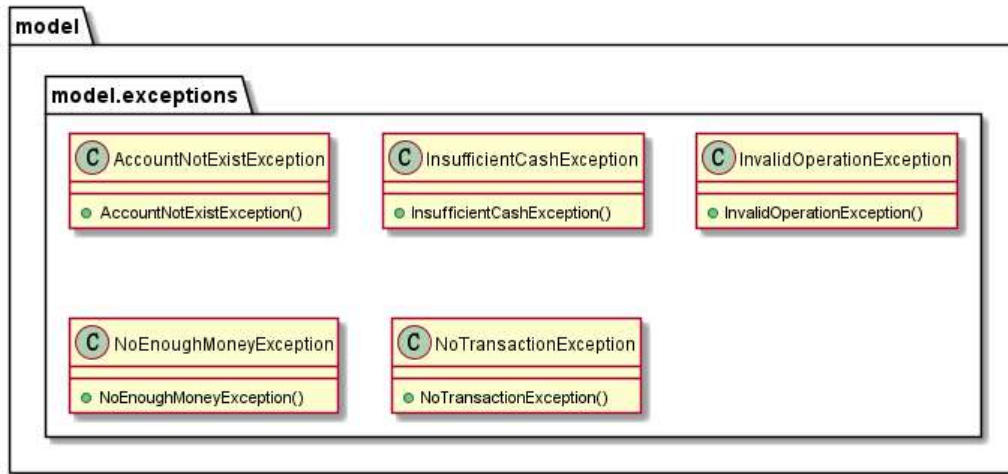 model
model.exceptions
C AccountNotExistException
AccountNotExistException()
C InsufficientCashException
InsufficientCashException()
C InvalidOperationException
InvalidOperationException()
C NoEnoughMoneyException
NoEnoughMoneyException()
C NoTransactionException
NoTransactionException()